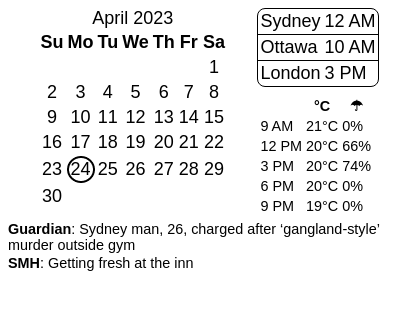 April 2023
Su Mo Tu We Th Fr Sa
1
2 3 4 5 6 7 8
9 10 11 12 13 14 15
16 17 18 19 20 21 22
23 24 25 26 27 28 29
30
Sydney 12 AM
Ottawa 10 AM
London 3 PM
°C ☂
9 AM 21°C 0%
12 PM 20°C 66%
3 PM 20°C 74%
6 PM 20°C 0%
9 PM 19°C 0%
Guardian: Sydney man, 26, charged after ‘gangland-style’
murder outside gym
SMH: Getting fresh at the inn